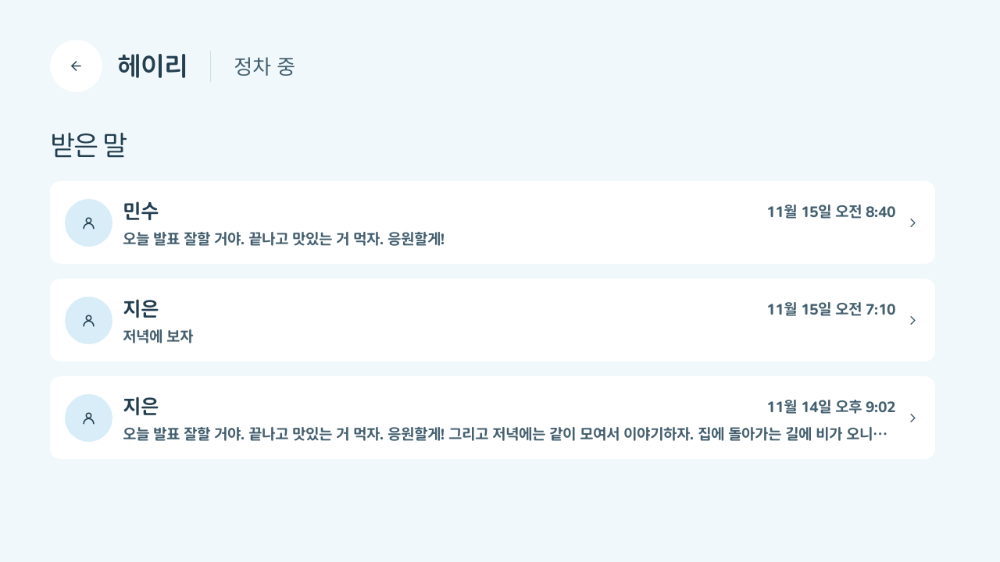 헤이리
정차 중
받은 말
민수
11월 15일 오전 8:40
오늘 발표 잘할 거야. 끝나고 맛있는 거 먹자. 응원할게!
지은
11월 15일 오전 7:10
저녁에 보자
지은
11월 14일 오후 9:02
오늘 발표 잘할 거야. 끝나고 맛있는 거 먹자. 응원할게! 그리고 저녁에는 같이 모여서 이야기하자. 집에 돌아가는 길에 비가 오니…